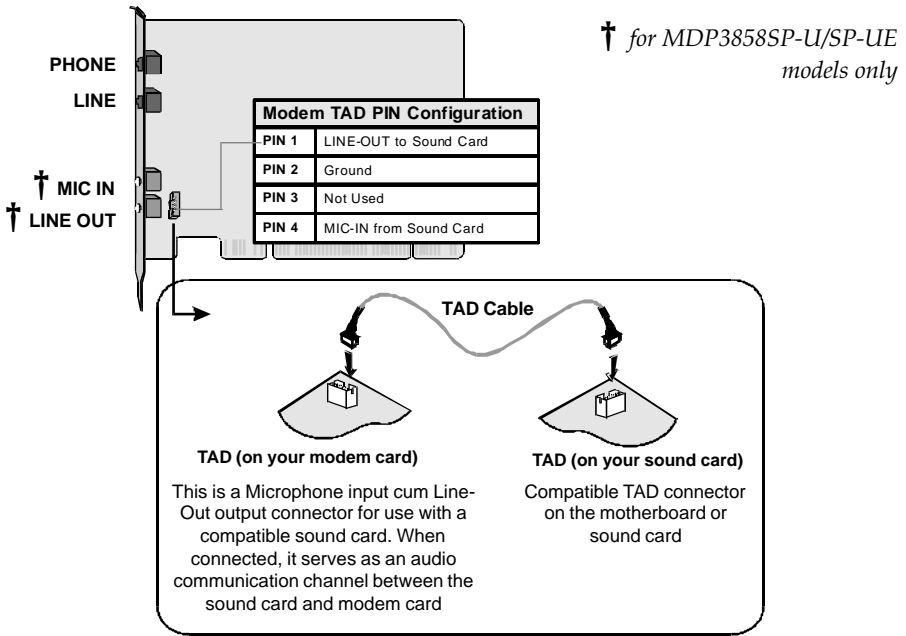 † for MDP3858SP-U/SP-UE
models only
PHONE
LINE
† MIC IN
† LINE OUT
Modem TAD PIN Configuration
PIN 1 LINE-OUT to Sound Card
PIN 2 Ground
PIN 3 Not Used
PIN 4 MIC-IN from Sound Card
TAD Cable
TAD (on your modem card)
This is a Microphone input cum Line-
Out output connector for use with a
compatible sound card. When
connected, it serves as an audio
communication channel between the
sound card and modem card
TAD (on your sound card)
Compatible TAD connector
on the motherboard or
sound card